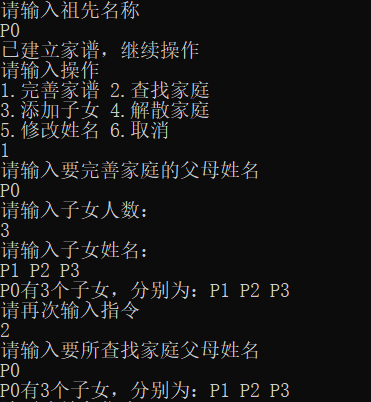 请输入祖先名称
P0
已建立家谱，继续操作
请输入操作
1.完善家谱 2.查找家庭
3.添加子女 4.解散家庭
5.修改姓名 6.取消
1
请输入要完善家庭的父母姓名
P0
请输入子女人数：
3
请输入子女姓名：
P1 P2 P3
P0有3个子女，分别为：P1 P2 P3
请再次输入指令
2
请输入要所查找家庭父母姓名
P0
P0有3个子女，分别为：P1 P2 P3